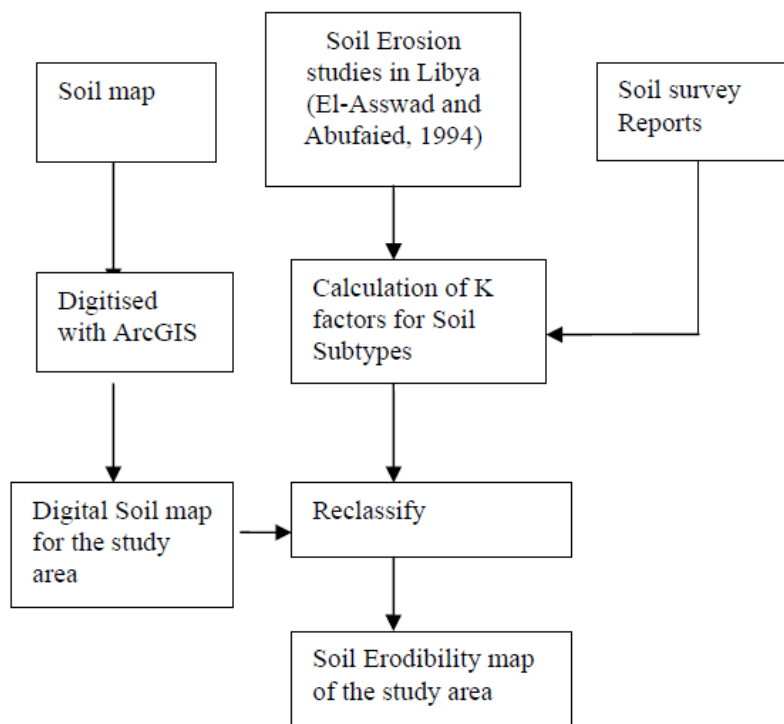 Soil map
Soil Erosion
studies in Libya
(El-Asswad and
Abufaied, 1994)
Soil survey
Reports
Digitised
with ArcGIS
Calculation of K
factors for Soil
Subtypes
Digital Soil map
for the study
area
Reclassify
Soil Erodibility map
of the study area